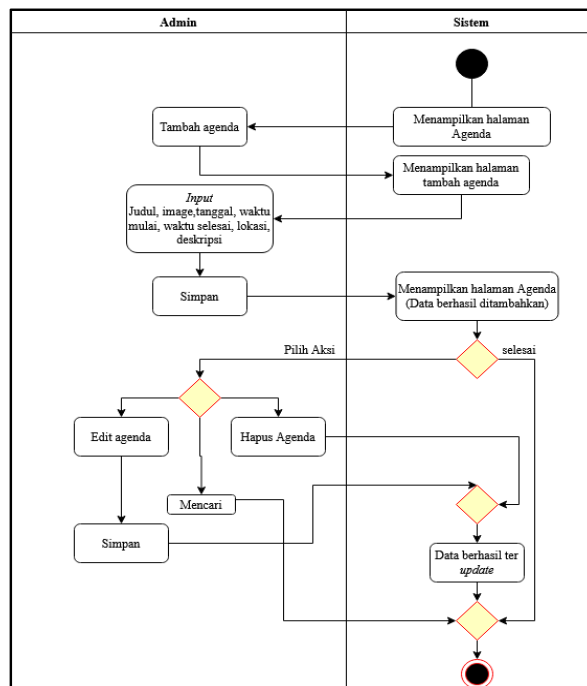 Admin
Sistem
Menampilkan halaman
Agenda
Tambah agenda
Menampilkan halaman
tambah agenda
Input
Judul, image,tanggal, waktu
mulai, waktu selesai, lokasi,
deskripsi
Simpan
Menampilkan halaman Agenda
(Data berhasil ditambahkan)
Pilih Aksi
selesai
Edit agenda
Hapus Agenda
Mencari
Simpan
Data berhasil ter
update